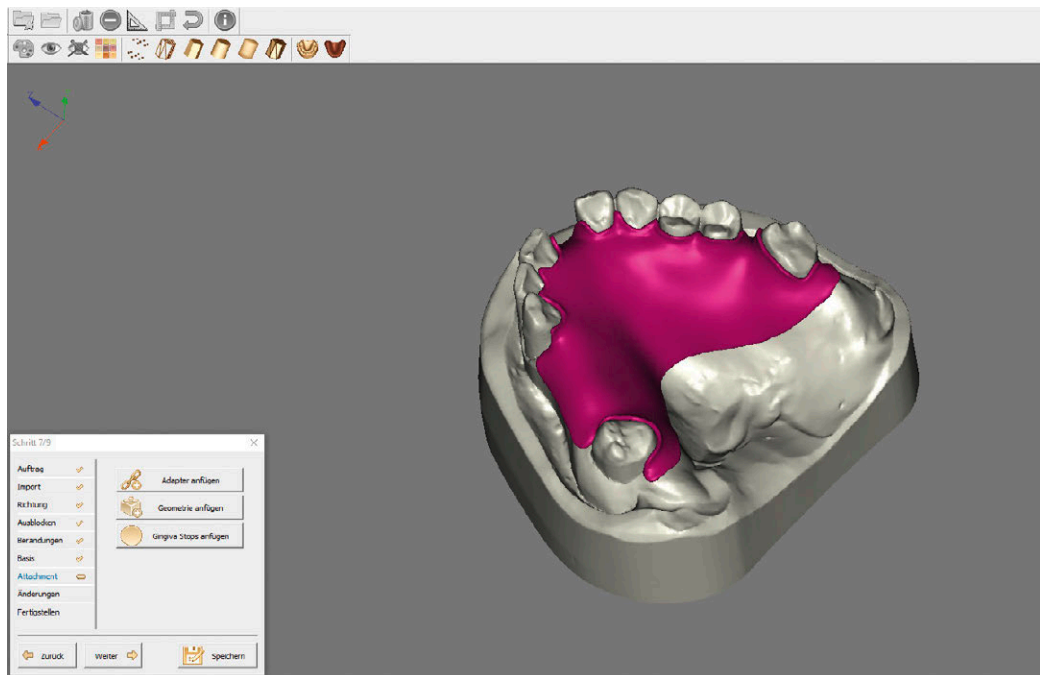 Schritt 7/9
Auftrag
Import
Richtung
Ausblocken
Berandungen
Basis
Attachment
Änderungen
Fertigstellen
Adapter anfügen
Geometrie anfügen
Gingiva Stops anfügen
Zurück
Weiter
Speichern